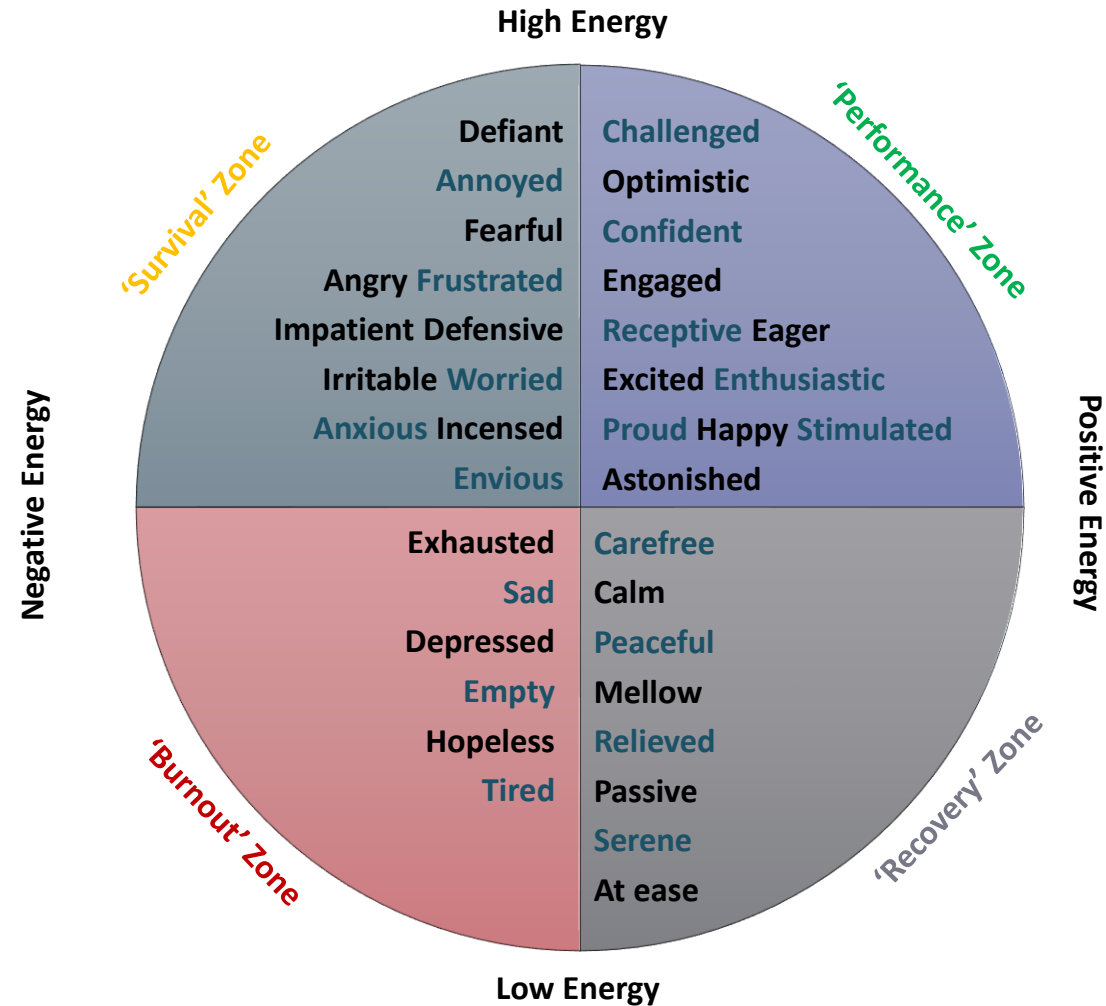 High Energy
'Survival' Zone
Defiant
Annoyed
Fearful
Angry Frustrated
Impatient Defensive
Irritable Worried
Anxious Incensed
Envious
'Performance' Zone
Challenged
Optimistic
Confident
Engaged
Receptive Eager
Excited Enthusiastic
Proud Happy Stimulated
Astonished
Negative Energy
Positive Energy
'Burnout' Zone
Exhausted
Sad
Depressed
Empty
Hopeless
Tired
'Recovery' Zone
Carefree
Calm
Peaceful
Mellow
Relieved
Passive
Serene
At ease
Low Energy